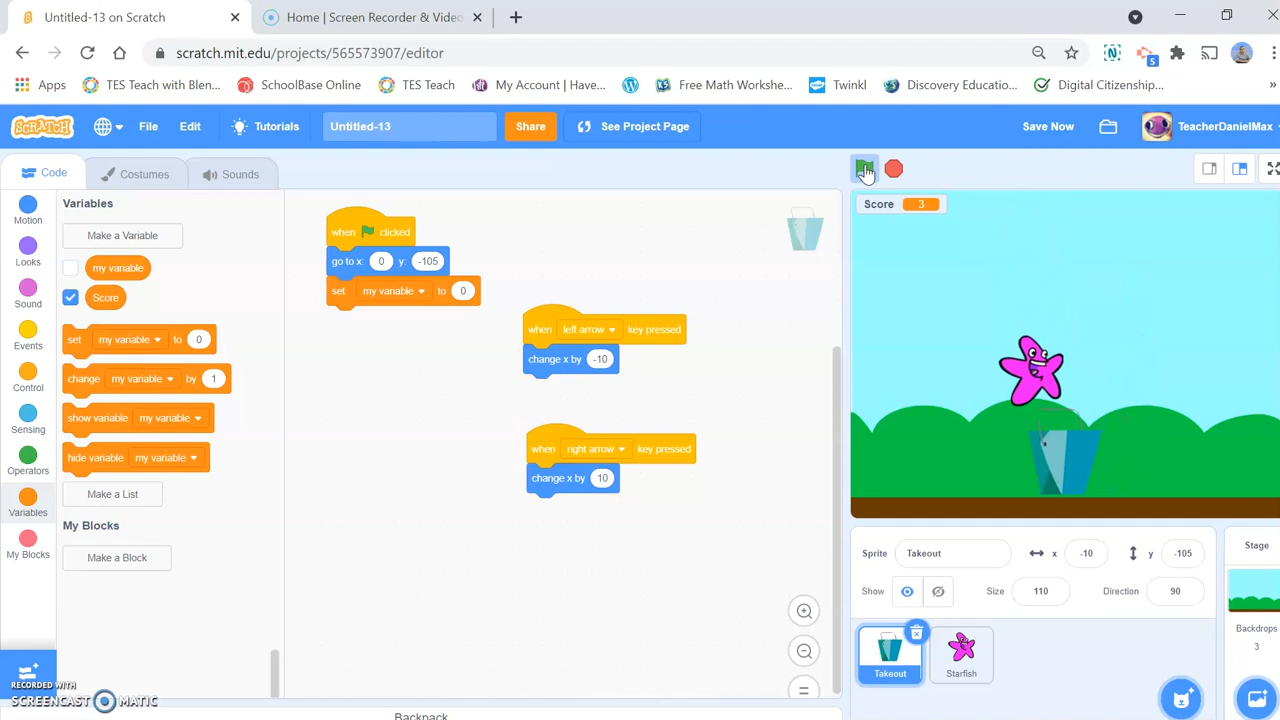 Untitled-13 on Scratch
Home | Screen Recorder & Video
scratch.mit.edu/projects/565573907/editor
5
Apps TES Teach with Blen... SchoolBase Online TES Teach My Account | Have... Free Math Workshe... Twinkl Discovery Educatio... Digital Citizenship...
SCRATCH File Edit Tutorials Untitled-13 Share See Project Page Save Now TeacherDanielMax
Code Costumes Sounds
Motion
Looks
Sound
Events
Control
Sensing
Operators
Variables
My Blocks
Variables
Make a Variable
my variable
Score
set my variable to 0
change my variable by 1
show variable my variable
hide variable my variable
Make a List
My Blocks
Make a Block
when clicked
go to x: 0 y: -105
set my variable to 0
when left arrow key pressed
change x by -10
when right arrow key pressed
change x by 10
Score 3
Sprite Takeout x -10 y -105
Show Size 110 Direction 90
Takeout
Starfish
Stage
Backdrops
3
Backpack
RECORDED WITH
SCREENCAST MATIC